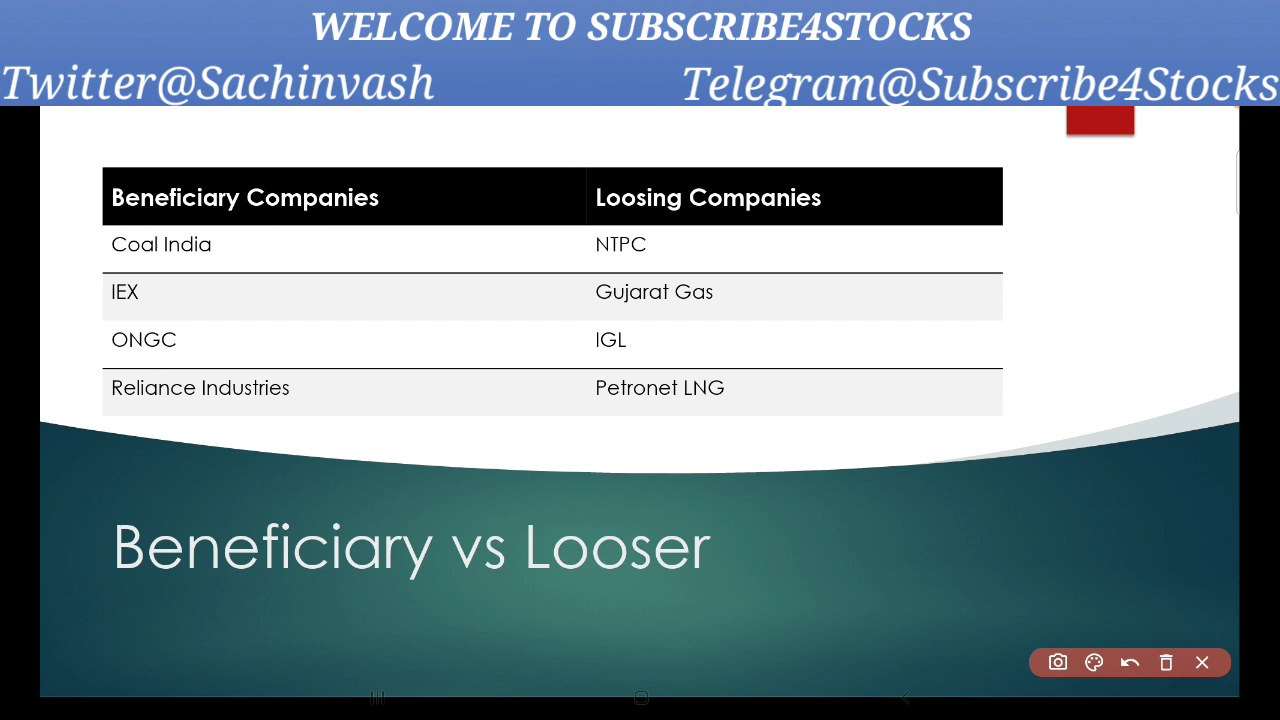 WELCOME TO SUBSCRIBE4STOCKS
Twitter@Sachinvash Telegram@Subscribe4Stocks
Beneficiary Companies Loosing Companies
Coal India NTPC
IEX Gujarat Gas
ONGC IGL
Reliance Industries Petronet LNG
Beneficiary vs Looser